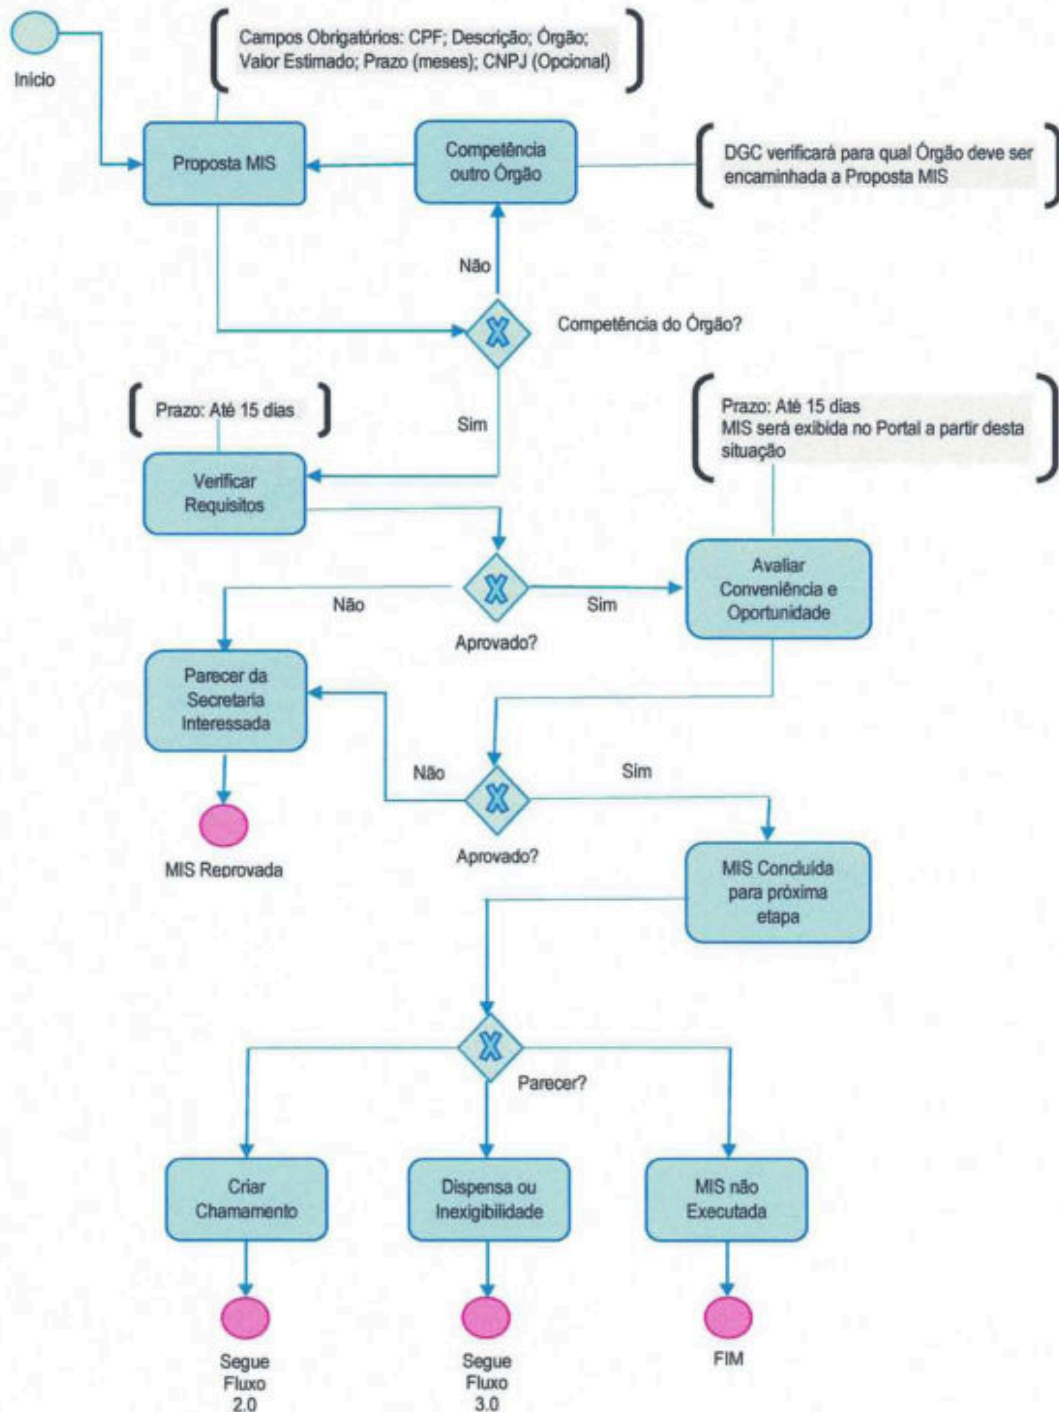 Campos Obrigatórios: CPF; Descrição; Órgão;
Valor Estimado; Prazo (meses); CNPJ (Opcional)
Inicio
Proposta MIS
Competência
outro Órgão
DGC verificará para qual Órgão deve ser
encaminhada a Proposta MIS
Não
X
Competência do Órgão?
Prazo: Até 15 dias
Sim
Prazo: Até 15 dias
MIS será exibida no Portal a partir desta
situação
Verificar
Requisitos
X
Não
Sim
Aprovado?
Avaliar
Conveniência e
Oportunidade
Parecer da
Secretaria
Interessada
Não
X
Sim
Aprovado?
MIS Reprovada
MIS Concluída
para próxima
etapa
X
Parecer?
Criar
Chamamento
Dispensa ou
Inexigibilidade
MIS não
Executada
Segue
Fluxo
2.0
Segue
Fluxo
3.0
FIM